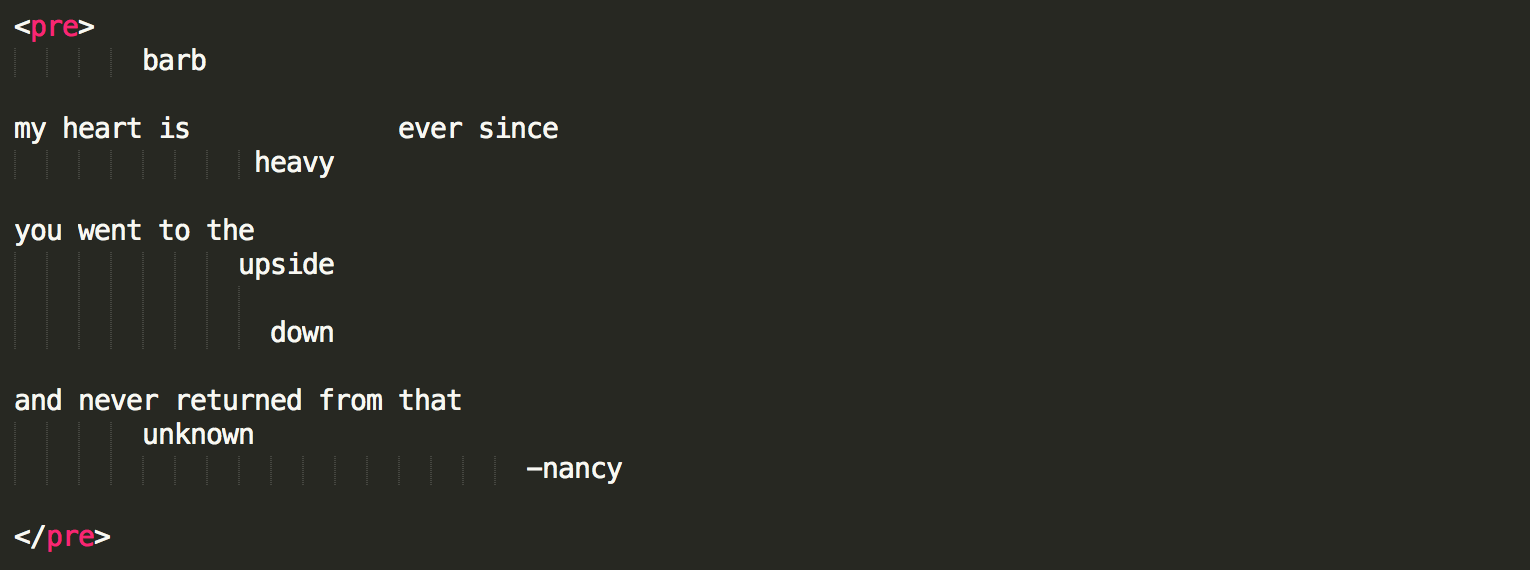 <pre>
        barb

my heart is             ever since
               heavy

you went to the
              upside

                down

and never returned from that
        unknown
                                -nancy

</pre>